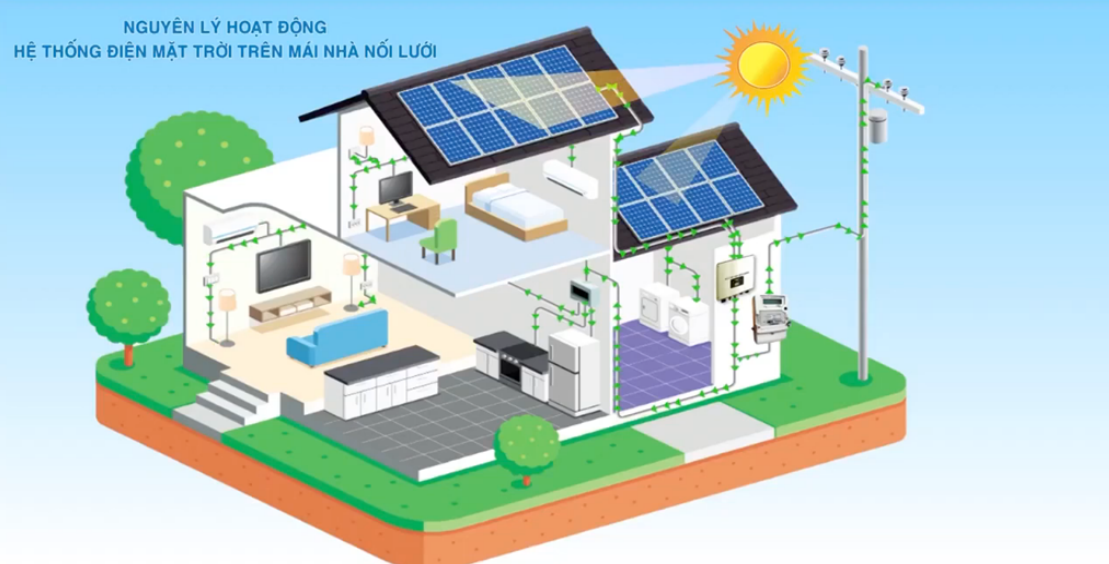 NGUYÊN LÝ HOẠT ĐỘNG
HỆ THỐNG ĐIỆN MẶT TRỜI TRÊN MÁI NHÀ NỐI LƯỚI